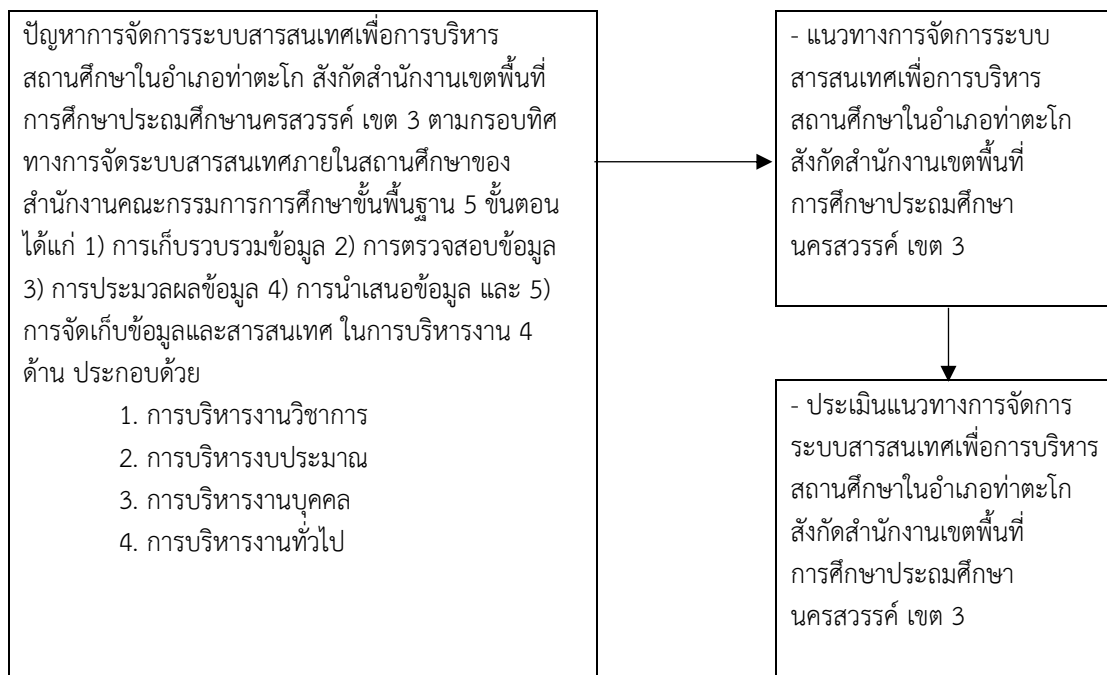 ปัญหาการจัดการระบบสารสนเทศเพื่อการบริหาร
สถานศึกษาในอำเภอท่าตะโก สังกัดสำนักงานเขตพื้นที่
การศึกษาประถมศึกษานครสวรรค์ เขต 3 ตามกรอบทิศ
ทางการจัดระบบสารสนเทศภายในสถานศึกษาของ
สำนักงานคณะกรรมการการศึกษาขั้นพื้นฐาน 5 ขั้นตอน
ได้แก่ 1) การเก็บรวบรวมข้อมูล 2) การตรวจสอบข้อมูล
3) การประมวลผลข้อมูล 4) การนำเสนอข้อมูล และ 5)
การจัดเก็บข้อมูลและสารสนเทศ ในการบริหารงาน 4
ด้าน ประกอบด้วย
1. การบริหารงานวิชาการ
2. การบริหารงบประมาณ
3. การบริหารงานบุคคล
4. การบริหารงานทั่วไป
- แนวทางการจัดการระบบ
สารสนเทศเพื่อการบริหาร
สถานศึกษาในอำเภอท่าตะโก
สังกัดสำนักงานเขตพื้นที่
การศึกษาประถมศึกษา
นครสวรรค์ เขต 3
- ประเมินแนวทางการจัดการ
ระบบสารสนเทศเพื่อการบริหาร
สถานศึกษาในอำเภอท่าตะโก
สังกัดสำนักงานเขตพื้นที่
การศึกษาประถมศึกษา
นครสวรรค์ เขต 3